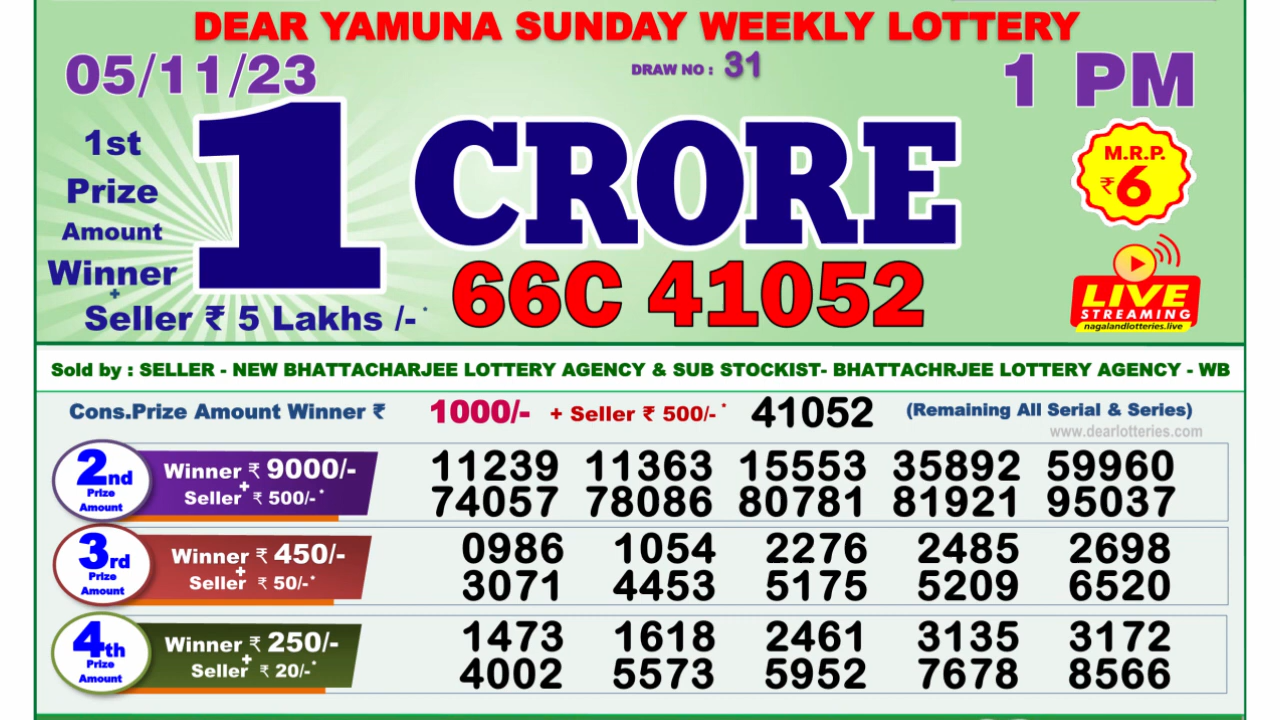 DEAR YAMUNA SUNDAY WEEKLY LOTTERY
05/11/23
DRAW NO : 31
1 PM
1st
Prize
Amount
Winner
+
Seller ₹ 5 Lakhs /-*
1 CRORE
66C 41052
M.R.P.
₹6
LIVE
STREAMING
nagalandlotteries.live
Sold by : SELLER - NEW BHATTACHARJEE LOTTERY AGENCY & SUB STOCKIST- BHATTACHRJEE LOTTERY AGENCY - WB
Cons.Prize Amount Winner ₹ 1000/- + Seller ₹ 500/-* 41052 (Remaining All Serial & Series)
www.dearlotteries.com
2nd
Prize
Amount
Winner ₹ 9000/-
+
Seller ₹ 500/-*
11239 11363 15553 35892 59960
74057 78086 80781 81921 95037
3rd
Prize
Amount
Winner ₹ 450/-
+
Seller ₹ 50/-*
0986 1054 2276 2485 2698
3071 4453 5175 5209 6520
4th
Prize
Amount
Winner ₹ 250/-
+
Seller ₹ 20/-*
1473 1618 2461 3135 3172
4002 5573 5952 7678 8566